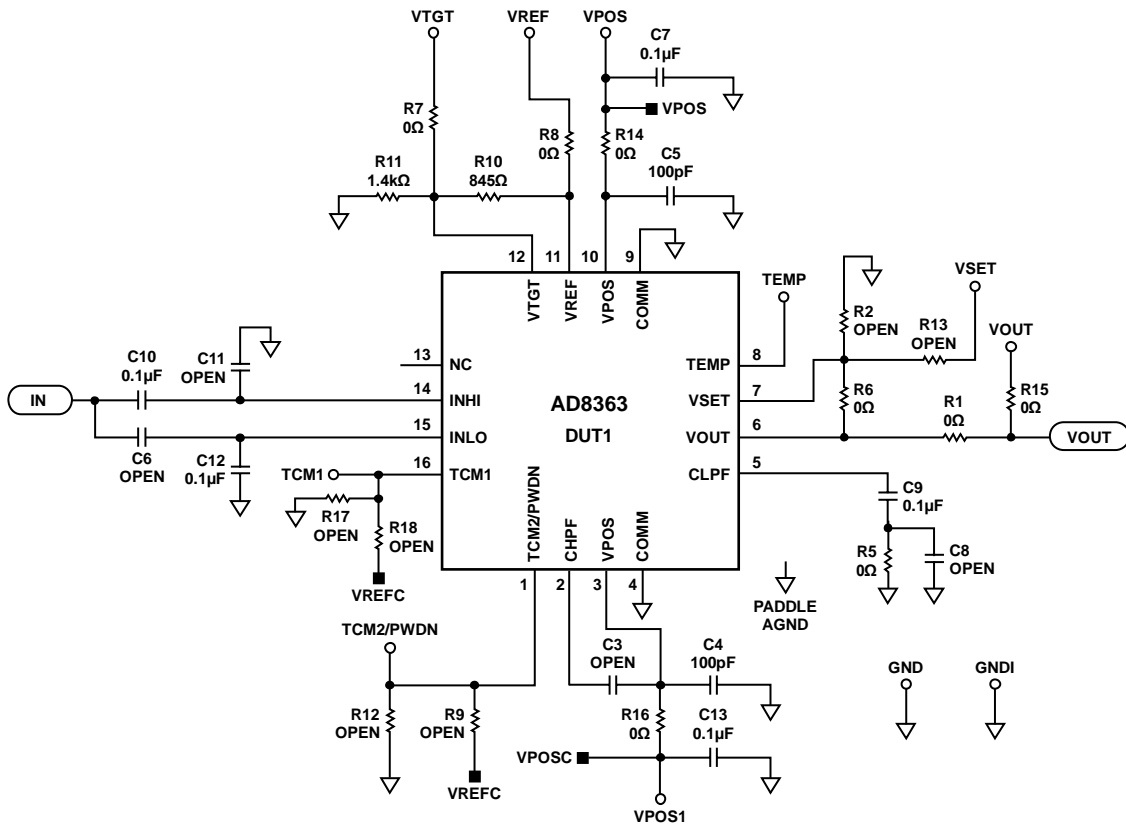 VTGT
VREF
VPOS
C7
0.1µF
VPOS
R7
0Ω
R8
0Ω
R14
0Ω
C5
100pF
R11
1.4kΩ
R10
845Ω
12
11
10
9
VTGT
VREF
VPOS
COMM
TEMP
VSET
R2
OPEN
R13
OPEN
VOUT
C10
0.1µF
C11
OPEN
13
NC
TEMP
8
IN
14
INHI
AD8363
DUT1
VSET
7
R6
0Ω
R1
0Ω
R15
0Ω
15
INLO
VOUT
6
VOUT
C6
OPEN
C12
0.1µF
16
TCM1
TCM1
CLPF
5
C9
0.1µF
R17
OPEN
R18
OPEN
VREFC
TCM2/PWDN
CHPF
VPOS
COMM
R5
0Ω
C8
OPEN
1
2
3
4
PADDLE
AGND
TCM2/PWDN
C3
OPEN
C4
100pF
GND
GNDI
R12
OPEN
R9
OPEN
R16
0Ω
C13
0.1µF
VPOSC
VREFC
VPOS1